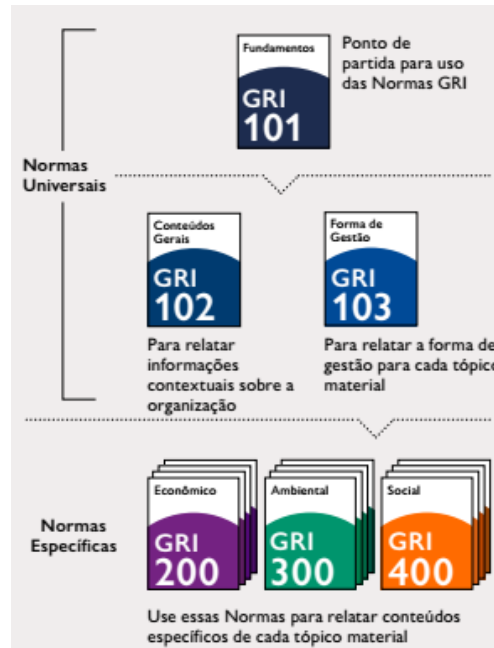 Fundamentos
GRI
101
Ponto de
partida para uso
das Normas GRI
Normas
Universais
Conteúdos
Gerais
GRI
102
Forma de
Gestão
GRI
103
Para relatar
informações
contextuais sobre a
organização
Para relatar a forma de
gestão para cada tópico
material
Normas
Específicas
Econômico
GRI
200
Ambiental
GRI
300
Social
GRI
400
Use essas Normas para relatar conteúdos
específicos de cada tópico material